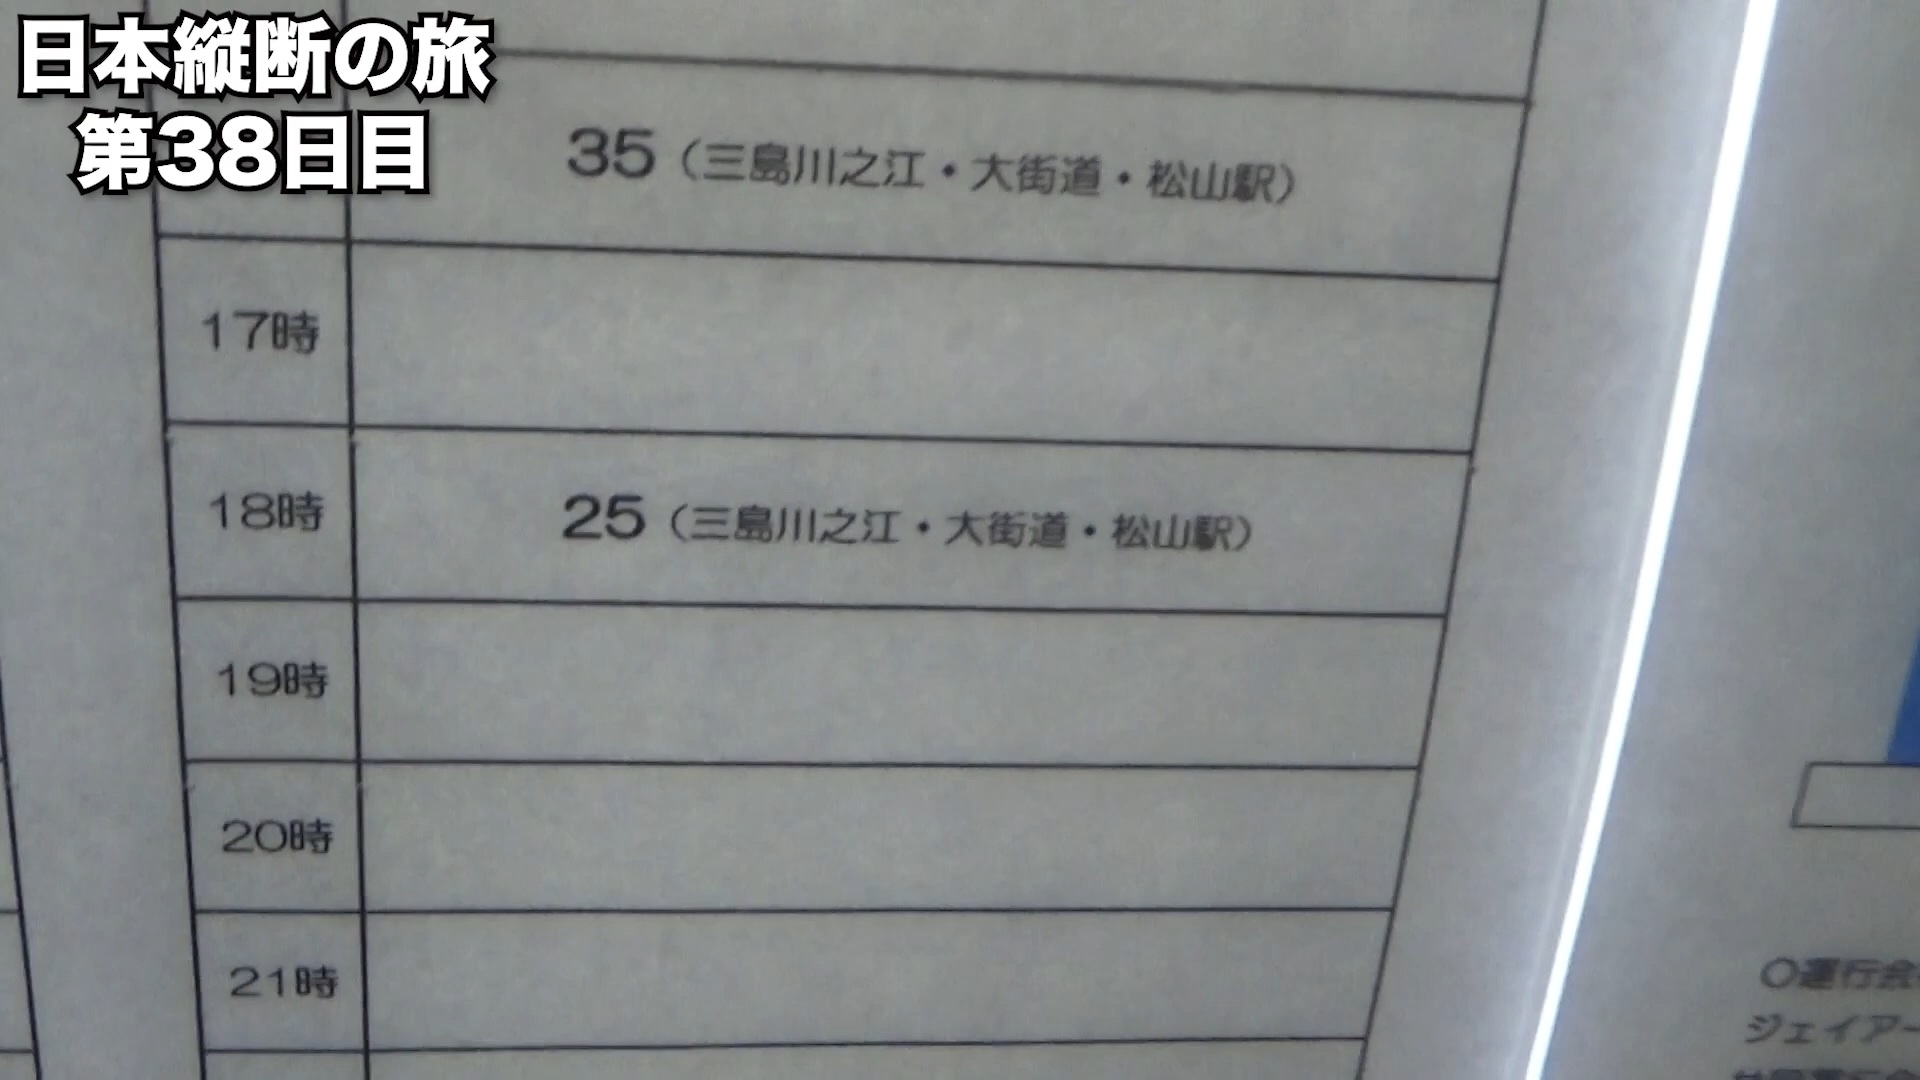 日本縦断の旅
第38日目
35（三島川之江・大街道・松山駅）
17時
18時 25（三島川之江・大街道・松山駅）
19時
20時
21時
〇運行会
ジェイアー